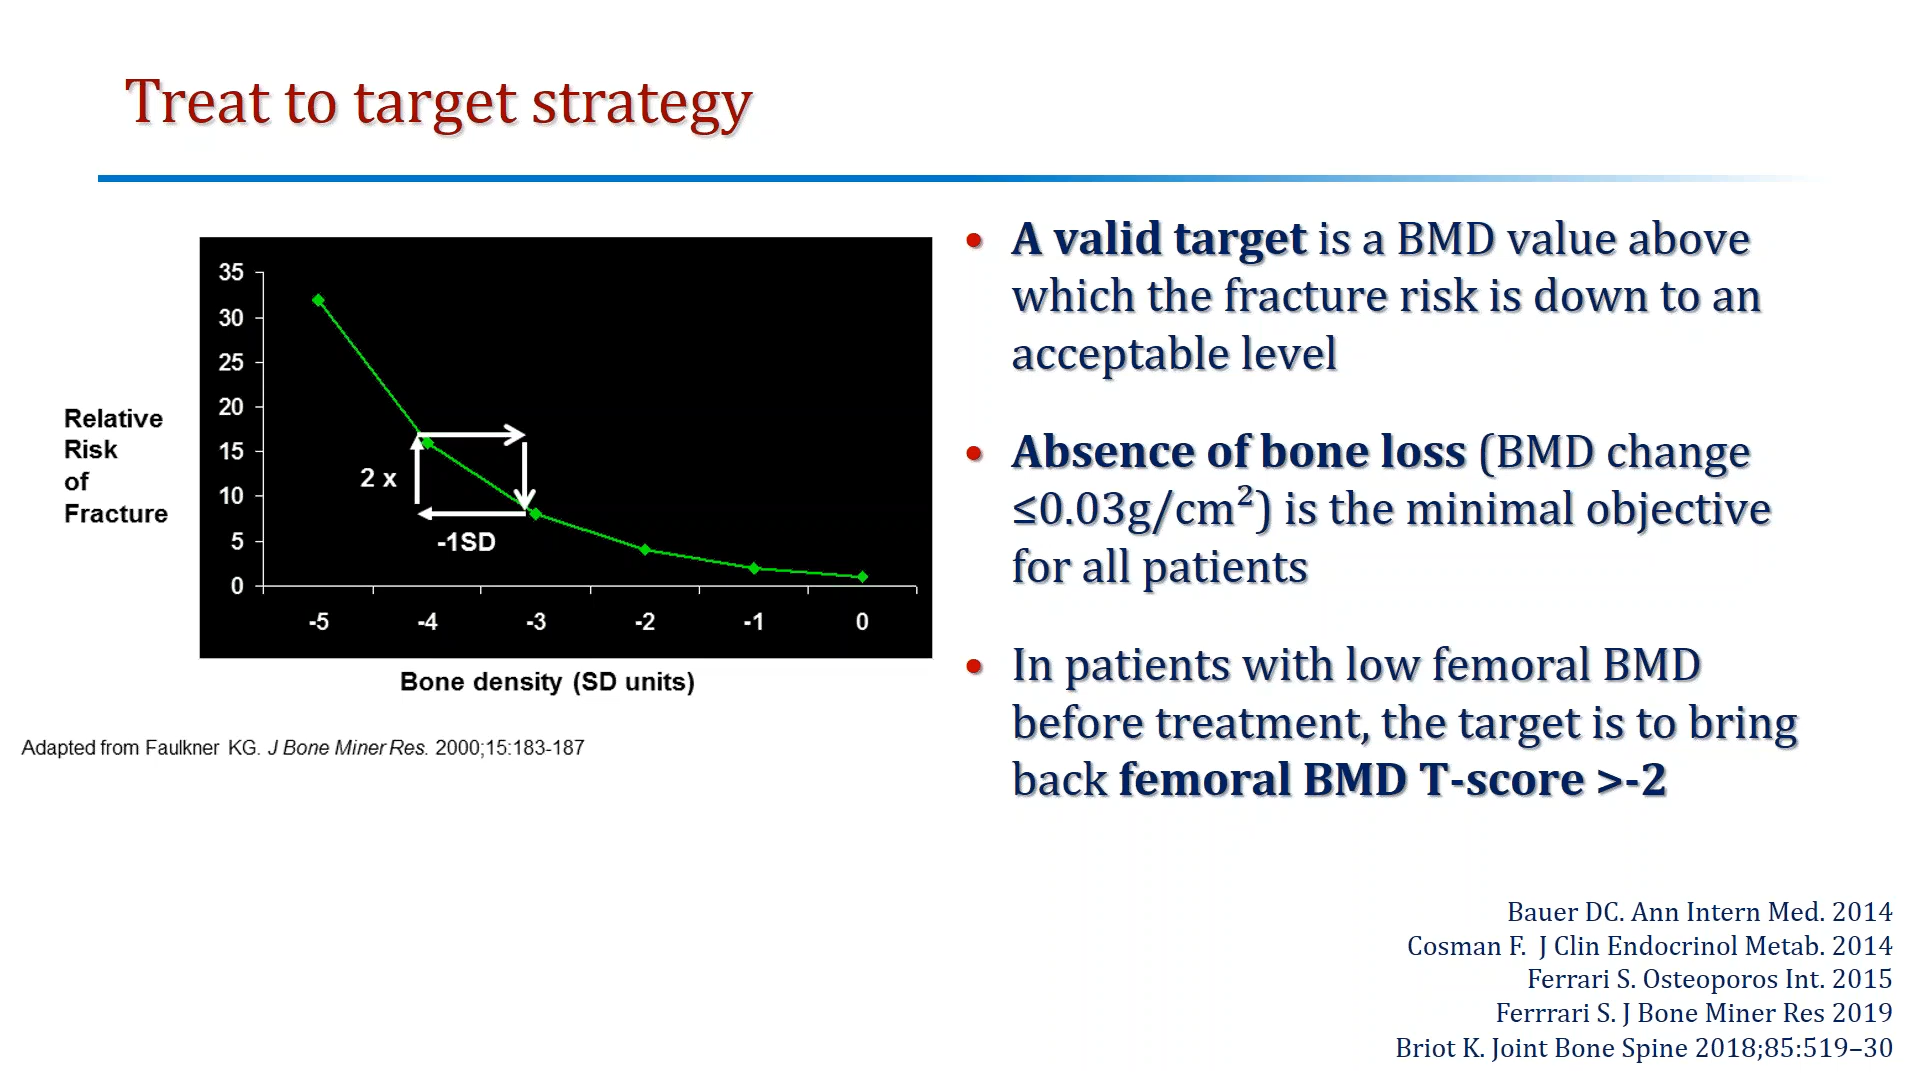 Treat to target strategy
35
30
25
20
15
10
5
0
Relative
Risk
of
Fracture
2 x
-1SD
-5 -4 -3 -2 -1 0
Bone density (SD units)
Adapted from Faulkner KG. J Bone Miner Res. 2000;15:183-187
• A valid target is a BMD value above
which the fracture risk is down to an
acceptable level
• Absence of bone loss (BMD change
≤0.03g/cm²) is the minimal objective
for all patients
• In patients with low femoral BMD
before treatment, the target is to bring
back femoral BMD T-score >-2
Bauer DC. Ann Intern Med. 2014
Cosman F. J Clin Endocrinol Metab. 2014
Ferrari S. Osteoporos Int. 2015
Ferrrari S. J Bone Miner Res 2019
Briot K. Joint Bone Spine 2018;85:519–30